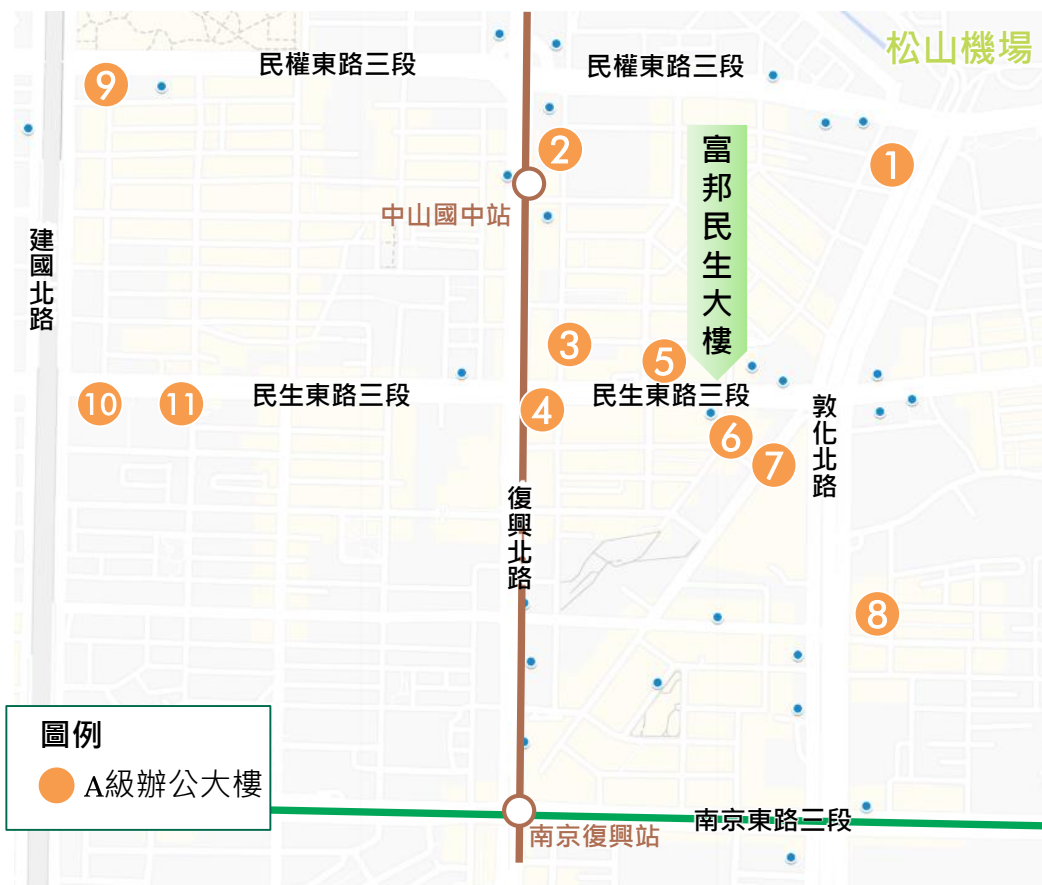 松山機場
民權東路三段
民權東路三段
9
2
1
富邦民生大樓
中山國中站
建國北路
3
5
10
11
民生東路三段
4
民生東路三段
6
7
敦化北路
復興北路
8
圖例
A級辦公大樓
南京東路三段
南京復興站